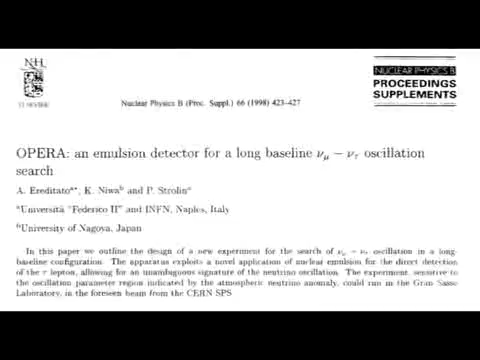 NH
ELSEVIER
Nuclear Physics B (Proc. Suppl.) 66 (1998) 423–427
NUCLEAR PHYSICS B
PROCEEDINGS
SUPPLEMENTS
OPERA: an emulsion detector for a long baseline νμ − ντ oscillation
search
A. Ereditato^a*, K. Niwa^b and P. Strolin^a
^aUniversità "Federico II" and INFN, Naples, Italy
^bUniversity of Nagoya, Japan
In this paper we outline the design of a new experiment for the search of νμ − ντ oscillation in a long-
baseline configuration. The apparatus exploits a novel application of nuclear emulsion for the direct detection
of the τ lepton, allowing for an unambiguous signature of the neutrino oscillation. The experiment, sensitive to
the oscillation parameter region indicated by the atmospheric neutrino anomaly, could run in the Gran Sasso
Laboratory, in the foreseen beam from the CERN SPS